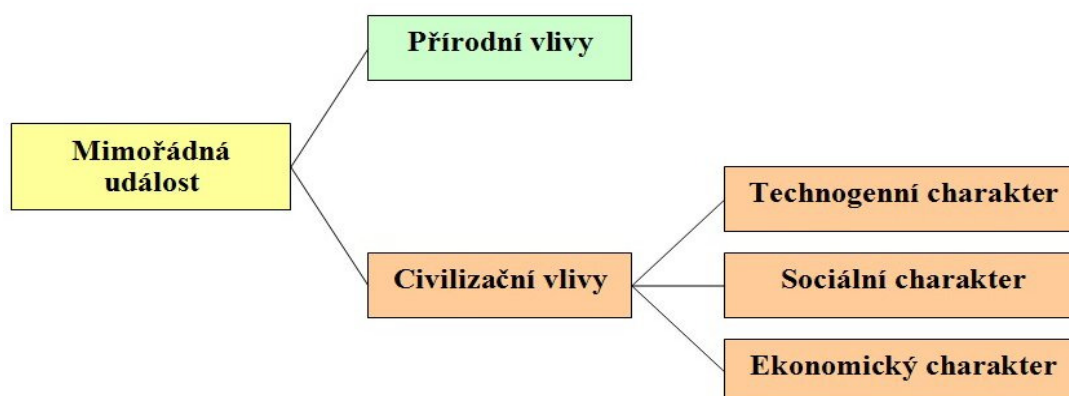 Přírodní vlivy
Mimořádná
událost
Technogenní charakter
Civilizační vlivy
Sociální charakter
Ekonomický charakter